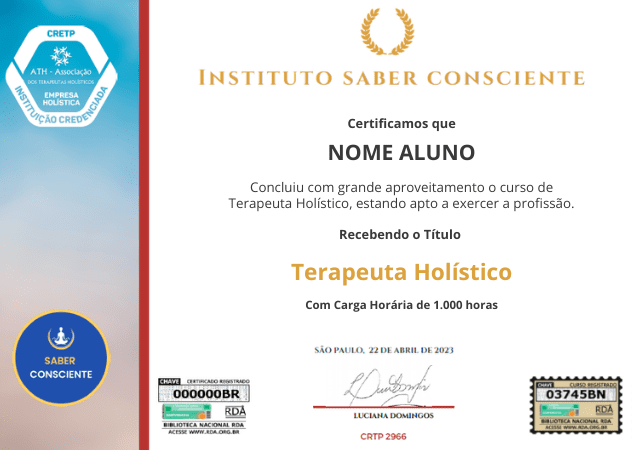 CRETP
ATH - Associação
DOS TERAPEUTAS HOLÍSTICOS
EMPRESA
HOLÍSTICA
INSTITUIÇÃO CREDENCIADA
INSTITUTO SABER CONSCIENTE
Certificamos que
NOME ALUNO
Concluiu com grande aproveitamento o curso de
Terapeuta Holístico, estando apto a exercer a profissão.
Recebendo o Título
Terapeuta Holístico
Com Carga Horária de 1.000 horas
SABER
CONSCIENTE
SÃO PAULO, 22 DE ABRIL DE 2023
LUCIANA DOMINGOS
CRTP 2966
CHAVE CERTIFICADO REGISTRADO
000000BR
RDA
BIBLIOTECA NACIONAL RDA
ACESSE WWW.RDA.ORG.BR
CHAVE CURSO REGISTRADO
03745BN
RDA
BIBLIOTECA NACIONAL RDA
ACESSE WWW.RDA.ORG.BR